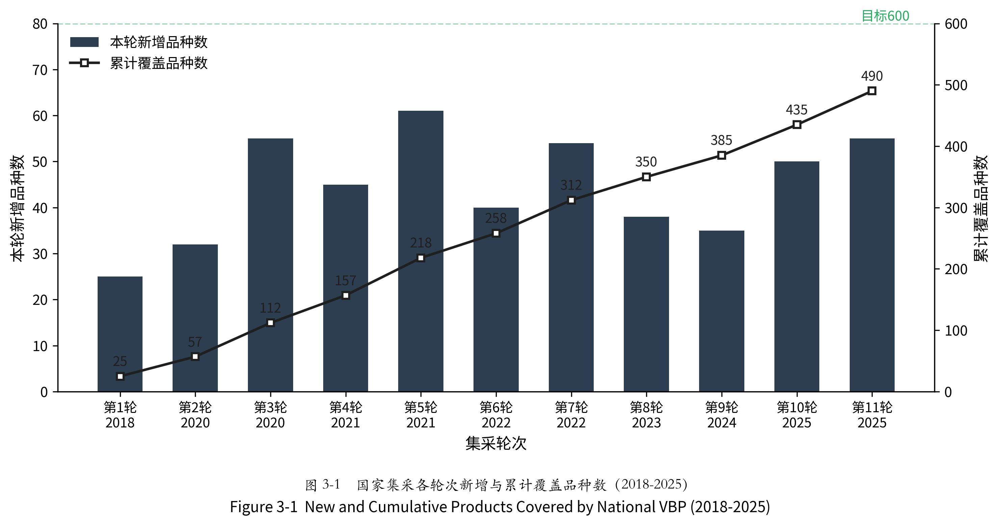 目标600
80
70
60
50
40
30
20
10
0
本轮新增品种数
本轮新增品种数
累计覆盖品种数
25
57
112
157
218
258
312
350
385
435
490
600
500
400
300
200
100
0
累计覆盖品种数
第1轮 第2轮 第3轮 第4轮 第5轮 第6轮 第7轮 第8轮 第9轮 第10轮 第11轮
2018 2020 2020 2021 2021 2022 2022 2023 2024 2025 2025
集采轮次
图 3-1 国家集采各轮次新增与累计覆盖品种数（2018-2025）
Figure 3-1 New and Cumulative Products Covered by National VBP (2018-2025)